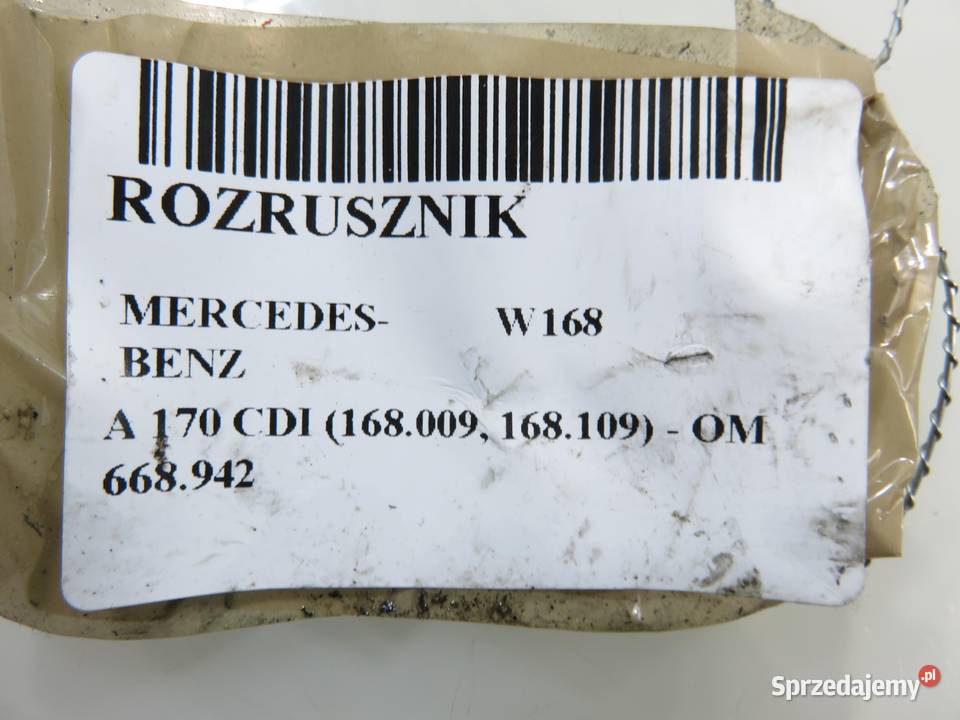 ROZRUSZNIK
MERCEDES- W168
BENZ
A 170 CDI (168.009, 168.109) - OM
668.942
Sprzedajemy.pl